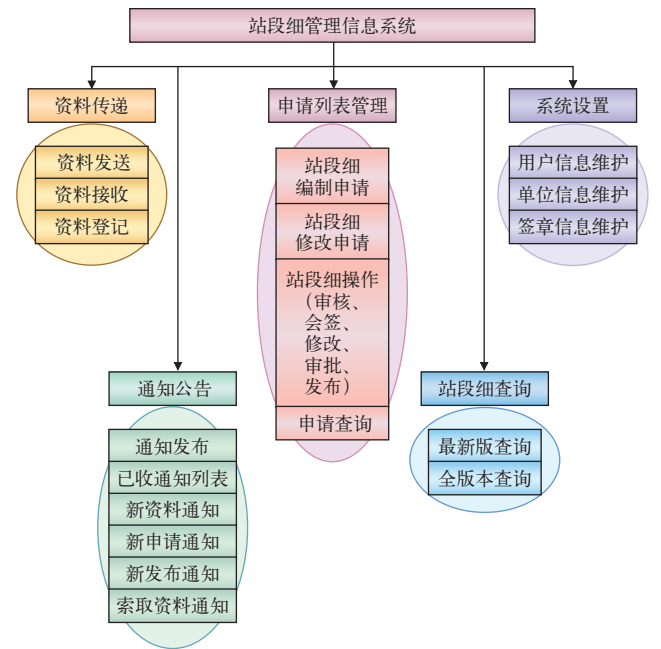 站段细管理信息系统
资料传递
申请列表管理
系统设置
资料发送
资料接收
资料登记
站段细
编制申请
站段细
修改申请
站段细操作
（审核、
会签、
修改、
审批、
发布）
申请查询
用户信息维护
单位信息维护
签章信息维护
通知公告
通知发布
已收通知列表
新资料通知
新申请通知
新发布通知
索取资料通知
站段细查询
最新版查询
全版本查询